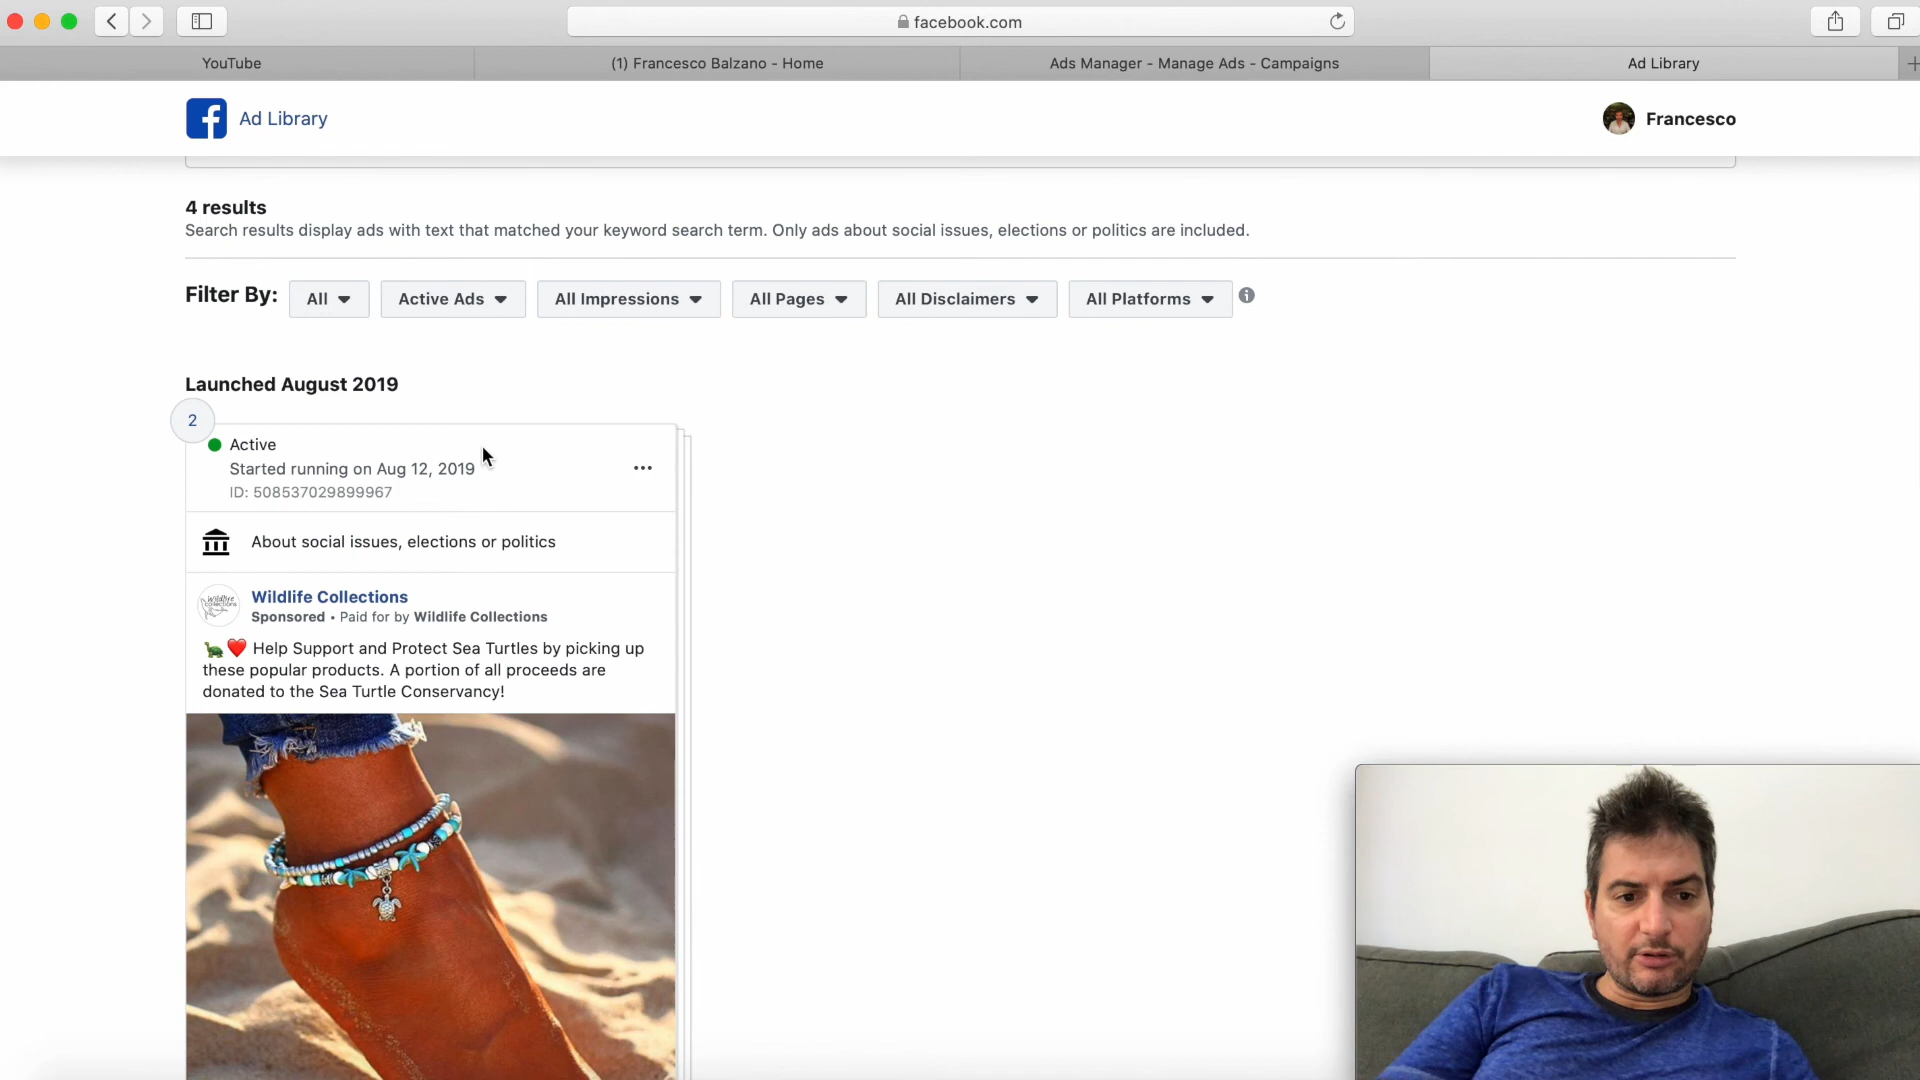 facebook.com
YouTube
(1) Francesco Balzano - Home
Ads Manager - Manage Ads - Campaigns
Ad Library
Ad Library
Francesco
4 results
Search results display ads with text that matched your keyword search term. Only ads about social issues, elections or politics are included.
Filter By:
All
Active Ads
All Impressions
All Pages
All Disclaimers
All Platforms
Launched August 2019
2
Active
Started running on Aug 12, 2019
ID: 508537029899967
About social issues, elections or politics
Wildlife Collections
Sponsored • Paid for by Wildlife Collections
🐢❤️ Help Support and Protect Sea Turtles by picking up
these popular products. A portion of all proceeds are
donated to the Sea Turtle Conservancy!